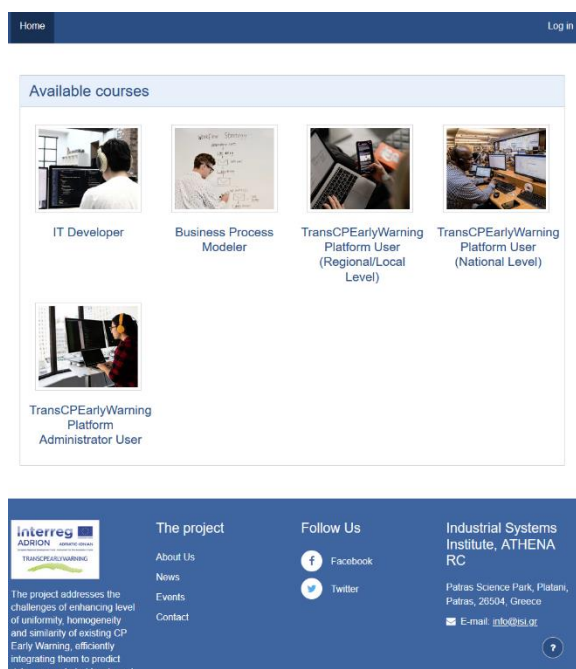 Home
Log in
Available courses
IT Developer
Business Process
Modeler
TransCPEarlyWarning
Platform User
(Regional/Local
Level)
TransCPEarlyWarning
Platform User
(National Level)
TransCPEarlyWarning
Platform
Administrator User
Interreg
ADRION ADRIATIC-IONIAN
TRANSCPEARLYWARNING
The project addresses the
challenges of enhancing level
of uniformity, homogeneity
and similarity of existing CP
Early Warning, efficiently
integrating them to predict
The project
About Us
News
Events
Contact
Follow Us
Facebook
Twitter
Industrial Systems
Institute, ATHENA
RC
Patras Science Park, Platani,
Patras, 26504, Greece
E-mail: info@isi.gr
?